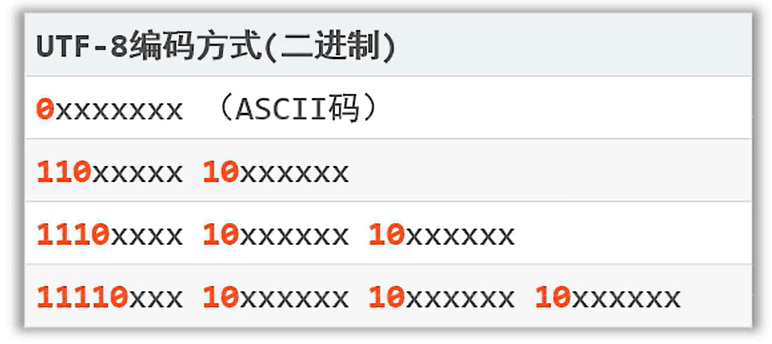 UTF-8编码方式(二进制)
0xxxxxxx （ASCII码）
110xxxxx 10xxxxxx
1110xxxx 10xxxxxx 10xxxxxx
11110xxx 10xxxxxx 10xxxxxx 10xxxxxx